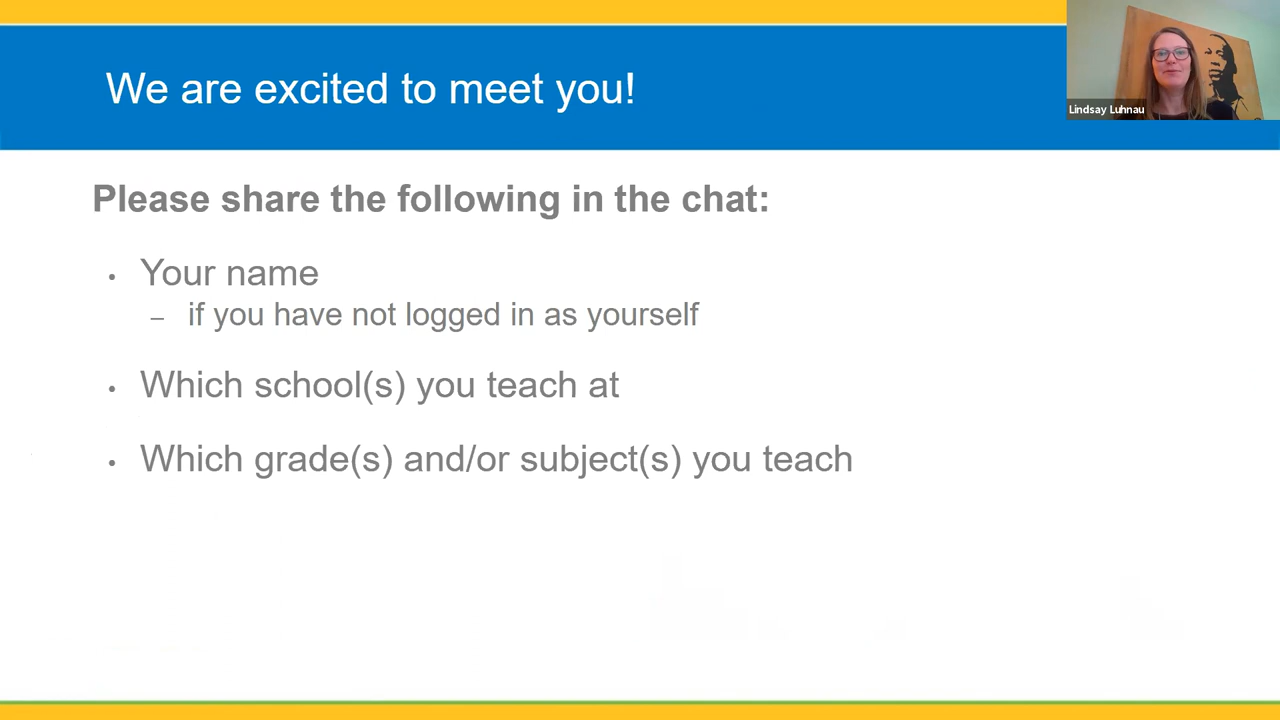 We are excited to meet you!
Lindsay Luhnau
Please share the following in the chat:
• Your name
– if you have not logged in as yourself
• Which school(s) you teach at
• Which grade(s) and/or subject(s) you teach